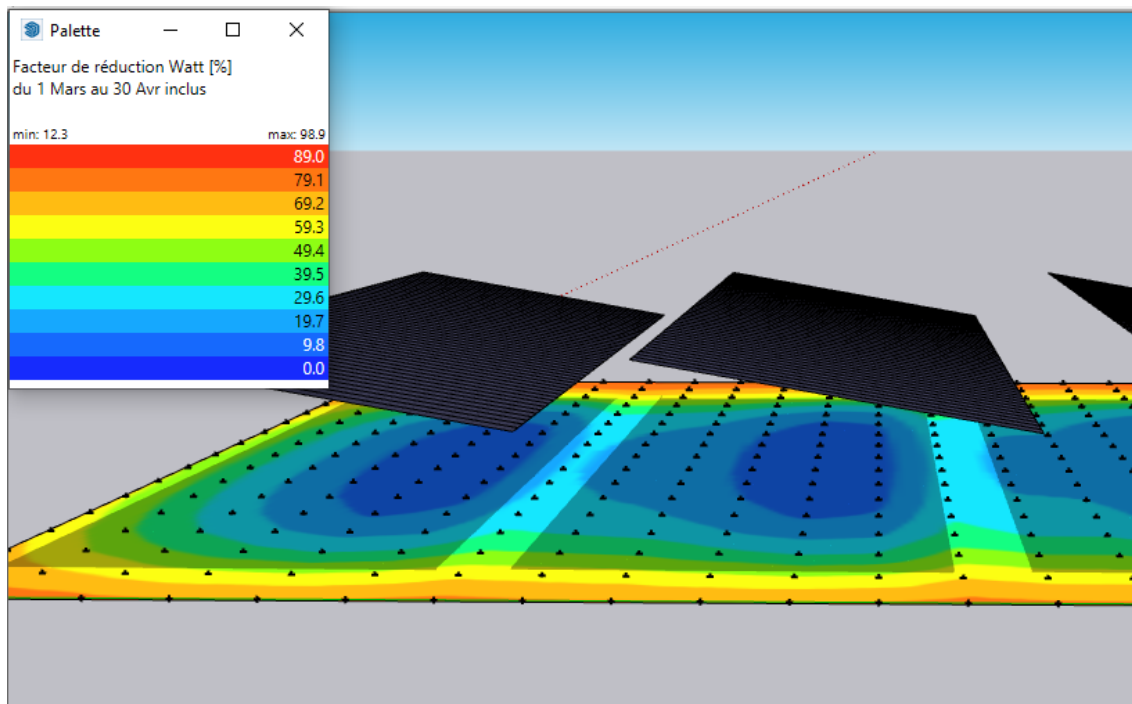 Palette
Facteur de réduction Watt [%]
du 1 Mars au 30 Avr inclus
min: 12.3 max: 98.9
89.0
79.1
69.2
59.3
49.4
39.5
29.6
19.7
9.8
0.0